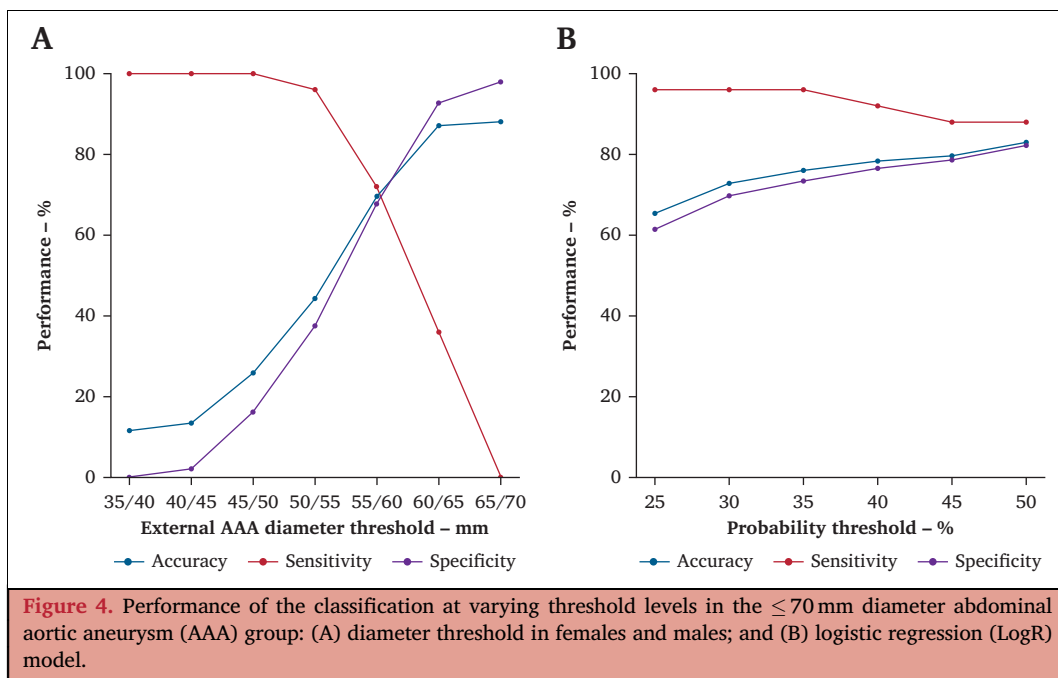 A
Performance – %
100
80
60
40
20
0
35/40 40/45 45/50 50/55 55/60 60/65 65/70
External AAA diameter threshold – mm
Accuracy Sensitivity Specificity
B
Performance – %
100
80
60
40
20
0
25 30 35 40 45 50
Probability threshold – %
Accuracy Sensitivity Specificity
Figure 4. Performance of the classification at varying threshold levels in the ≤70 mm diameter abdominal
aortic aneurysm (AAA) group: (A) diameter threshold in females and males; and (B) logistic regression (LogR)
model.